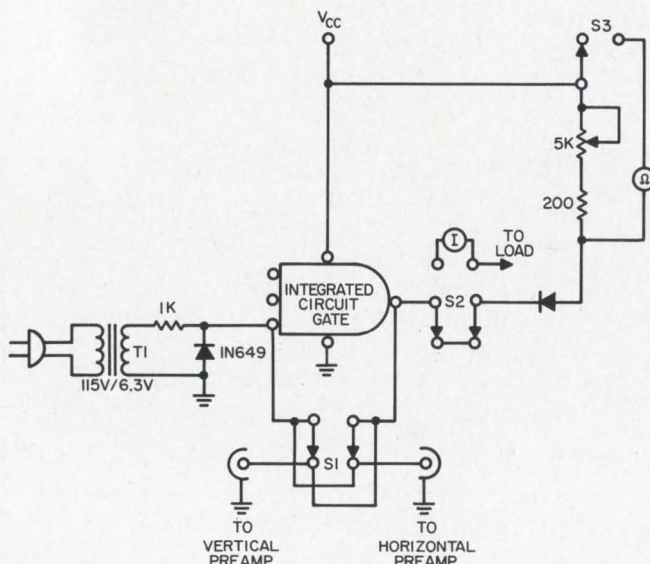 VCC
S3
5K
Ω
200
I
TO
LOAD
INTEGRATED
CIRCUIT
GATE
S2
1K
T1
1N649
115V/6.3V
S1
TO
VERTICAL
PREAMP
TO
HORIZONTAL
PREAMP